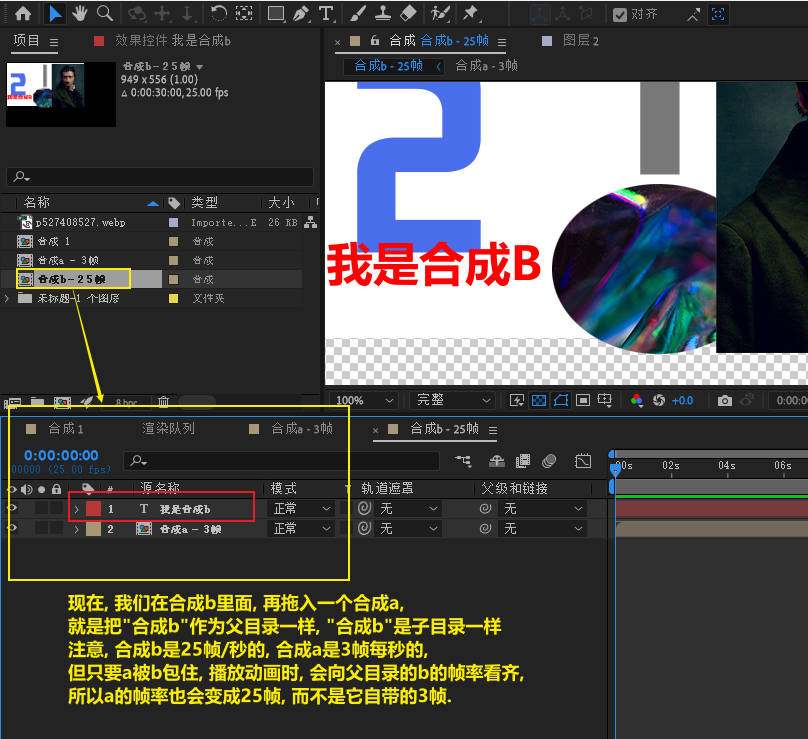 对齐
项目
效果控件 我是合成b
合成 合成b - 25帧
图层 2
合成b - 25帧
合成a - 3帧
合成b-25帧
949 x 556 (1.00)
Δ 0:00:30:00, 25.00 fps
2
我是合成B
名称
类型
大小
p527408527.webp
Importe...E
26 KB
合成 1
合成
合成a - 3帧
合成
合成b-25帧
合成
未标题-1 个图层
文件夹
8 bpc
100%
完整
+0.0
0:00:0
合成 1
渲染队列
合成a - 3帧
合成b - 25帧
0:00:00:00
00000 (25.00 fps)
#
源名称
模式
T
轨道遮罩
父级和链接
00s
02s
04s
06s
1
T
我是合成b
正常
无
无
2
合成a - 3帧
正常
无
无
现在, 我们在合成b里面, 再拖入一个合成a,
就是把"合成b"作为父目录一样, "合成b"是子目录一样
注意, 合成b是25帧/秒的, 合成a是3帧每秒的,
但只要a被b包住, 播放动画时, 会向父目录的b的帧率看齐,
所以a的帧率也会变成25帧, 而不是它自带的3帧.